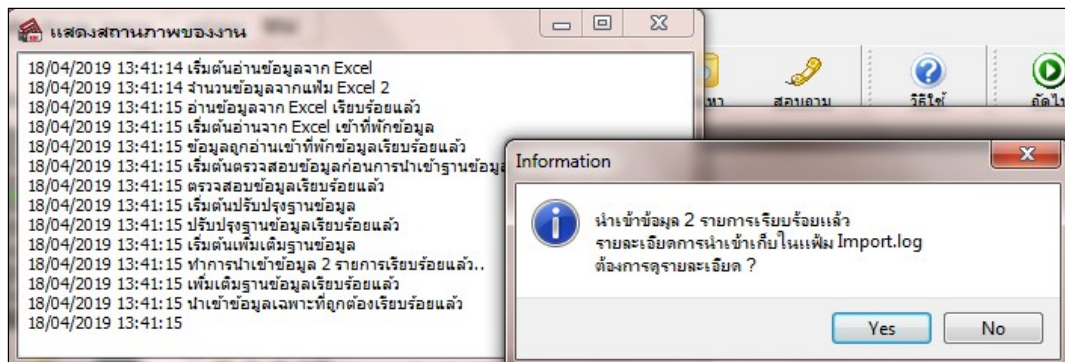 แสดงสถานภาพของงาน
18/04/2019 13:41:14 เริ่มต้นอ่านข้อมูลจาก Excel
18/04/2019 13:41:14 จำนวนข้อมูลจากแฟ้ม Excel 2
18/04/2019 13:41:15 อ่านข้อมูลจาก Excel เรียบร้อยแล้ว
18/04/2019 13:41:15 เริ่มต้นอ่านจาก Excel เข้าที่พักข้อมูล
18/04/2019 13:41:15 ข้อมูลถูกอ่านเข้าที่พักข้อมูลเรียบร้อยแล้ว
18/04/2019 13:41:15 เริ่มต้นตรวจสอบข้อมูลก่อนการนำเข้าฐานข้อมูล
18/04/2019 13:41:15 ตรวจสอบข้อมูลเรียบร้อยแล้ว
18/04/2019 13:41:15 เริ่มต้นปรับปรุงฐานข้อมูล
18/04/2019 13:41:15 ปรับปรุงฐานข้อมูลเรียบร้อยแล้ว
18/04/2019 13:41:15 เริ่มต้นเพิ่มเติมฐานข้อมูล
18/04/2019 13:41:15 ทำการนำเข้าข้อมูล 2 รายการเรียบร้อยแล้ว..
18/04/2019 13:41:15 เพิ่มเติมฐานข้อมูลเรียบร้อยแล้ว
18/04/2019 13:41:15 นำเข้าข้อมูลเฉพาะที่ถูกต้องเรียบร้อยแล้ว
18/04/2019 13:41:15
สอบถาม
วิธีใช้
Information
นำเข้าข้อมูล 2 รายการเรียบร้อยแล้ว
รายละเอียดการนำเข้าเก็บในแฟ้ม Import.log
ต้องการดูรายละเอียด ?
Yes
No